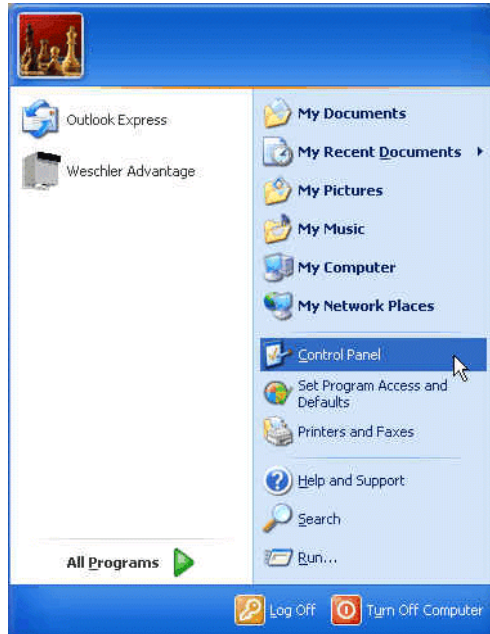 Outlook Express
Weschler Advantage
All Programs
My Documents
My Recent Documents
My Pictures
My Music
My Computer
My Network Places
Control Panel
Set Program Access and
Defaults
Printers and Faxes
Help and Support
Search
Run...
Log Off
Turn Off Computer